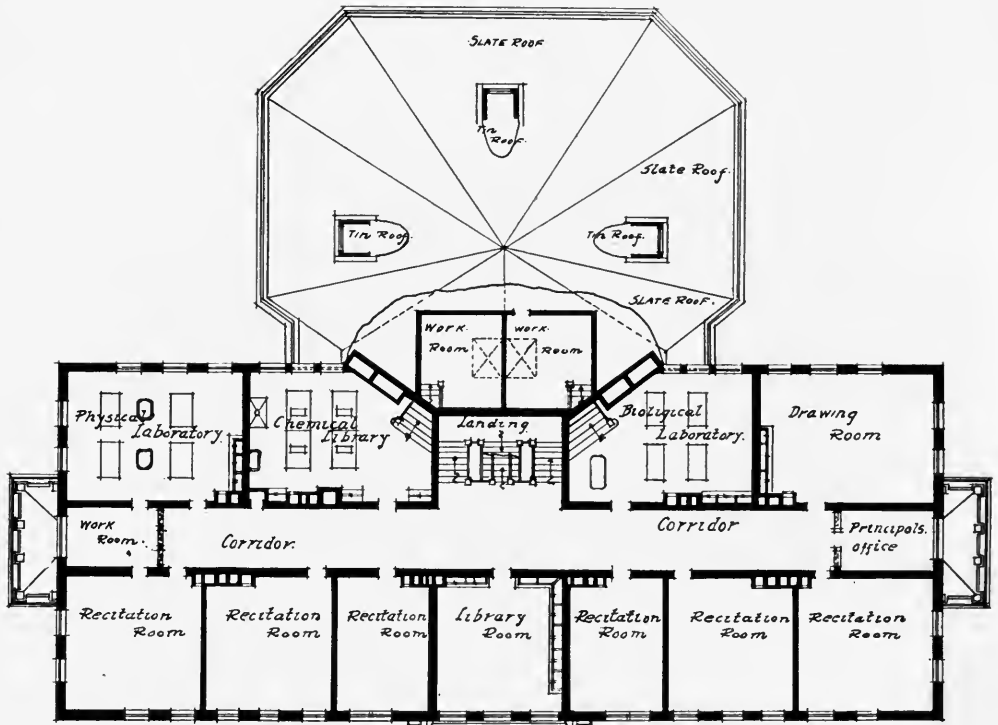 SLATE ROOF
Tin
Roof.
Slate Roof.
Tin Roof.
Tin Roof.
SLATE ROOF.
Work
Room
Work
Room
Physical
Laboratory.
Chemical
Library
Landing
Biological
Laboratory.
Drawing
Room
Work
Room.
Corridor.
Corridor
Principals.
office
Recitation
Room
Recitation
Room
Recitation
Room
Library
Room
Recitation
Room
Recitation
Room
Recitation
Room